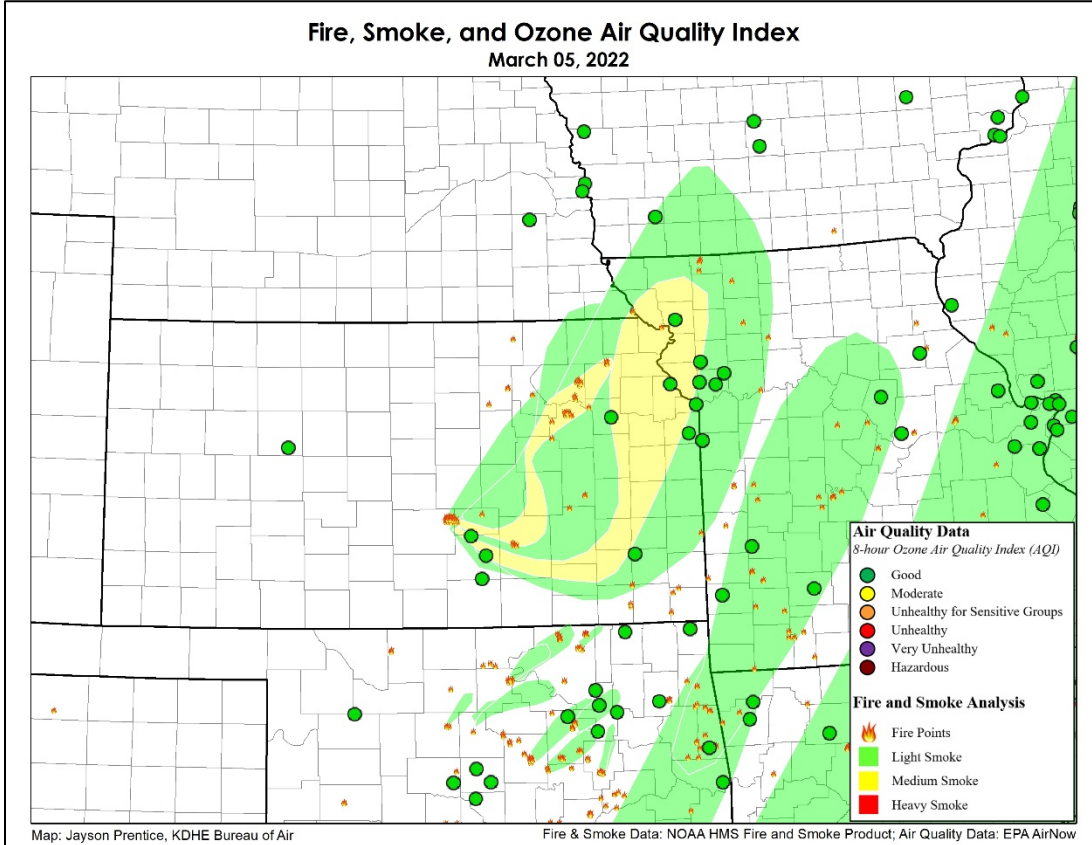 Fire, Smoke, and Ozone Air Quality Index
March 05, 2022
Air Quality Data
8-hour Ozone Air Quality Index (AQI)
Good
Moderate
Unhealthy for Sensitive Groups
Unhealthy
Very Unhealthy
Hazardous
Fire and Smoke Analysis
Fire Points
Light Smoke
Medium Smoke
Heavy Smoke
Map: Jayson Prentice, KDHE Bureau of Air
Fire & Smoke Data: NOAA HMS Fire and Smoke Product; Air Quality Data: EPA AirNow